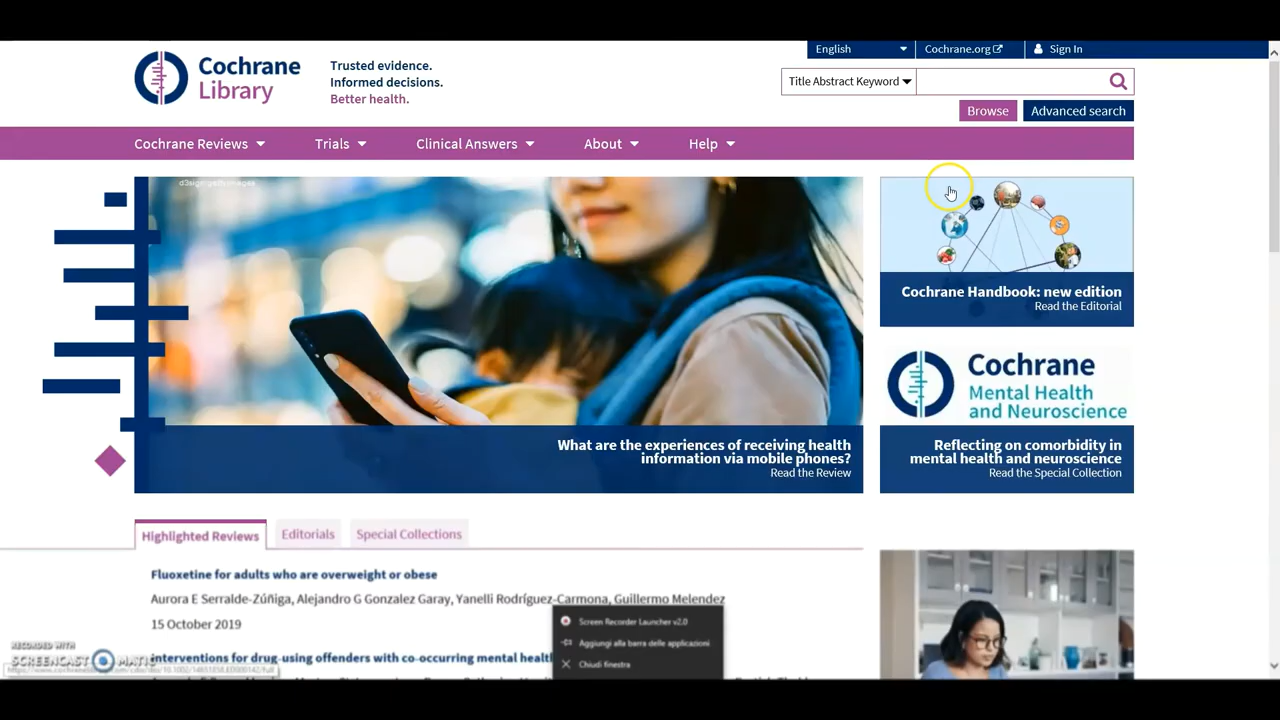 English
Cochrane.org
Sign In
Cochrane
Library
Trusted evidence.
Informed decisions.
Better health.
Title Abstract Keyword
Browse
Advanced search
Cochrane Reviews
Trials
Clinical Answers
About
Help
Cochrane Handbook: new edition
Read the Editorial
Cochrane
Mental Health
and Neuroscience
What are the experiences of receiving health
information via mobile phones?
Read the Review
Reflecting on comorbidity in
mental health and neuroscience
Read the Special Collection
Highlighted Reviews
Editorials
Special Collections
Fluoxetine for adults who are overweight or obese
Aurora E Serralde-Zúñiga, Alejandro G Gonzalez Garay, Yanelli Rodríguez-Carmona, Guillermo Melendez
15 October 2019
Screen Recorder Launcher v2.0
Aggiungi alla barra delle applicazioni
Chiudi finestra
Interventions for drug-using offenders with co-occurring mental health
RECORDED WITH
SCREENCAST MATIC